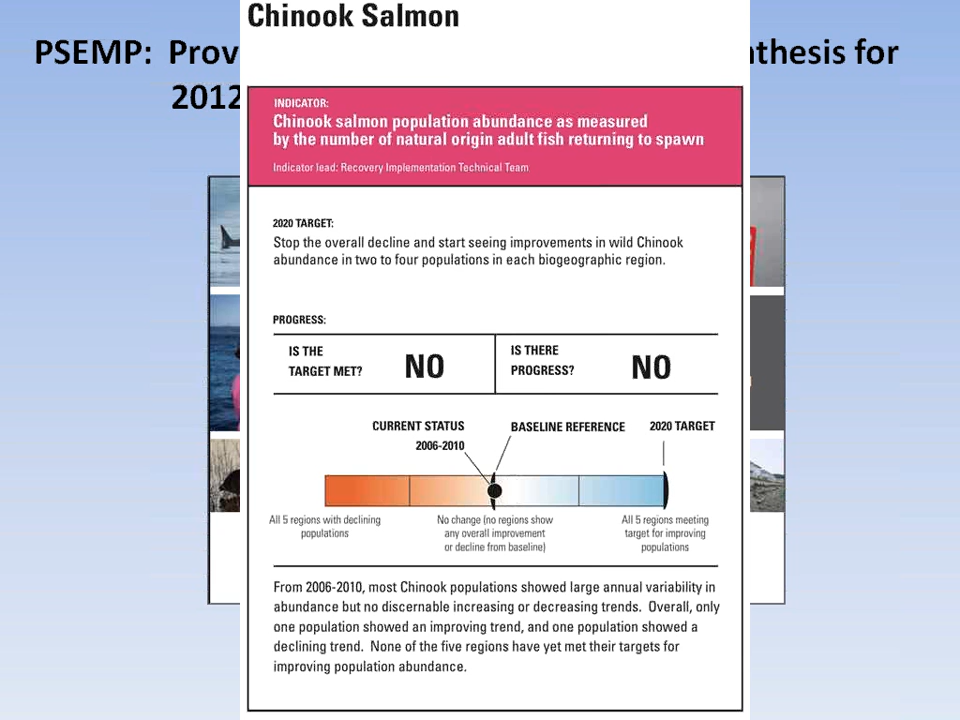 Chinook Salmon
PSEMP: Prov
nthesis for
2012
INDICATOR:
Chinook salmon population abundance as measured
by the number of natural origin adult fish returning to spawn
Indicator lead: Recovery Implementation Technical Team
2020 TARGET:
Stop the overall decline and start seeing improvements in wild Chinook
abundance in two to four populations in each biogeographic region.
PROGRESS:
IS THE
TARGET MET?
NO
IS THERE
PROGRESS?
NO
CURRENT STATUS
2006-2010
BASELINE REFERENCE
2020 TARGET
All 5 regions with declining
populations
No change (no regions show
any overall improvement
or decline from baseline)
All 5 regions meeting
target for improving
populations
From 2006-2010, most Chinook populations showed large annual variability in
abundance but no discernable increasing or decreasing trends.  Overall, only
one population showed an improving trend, and one population showed a
declining trend.  None of the five regions have yet met their targets for
improving population abundance.